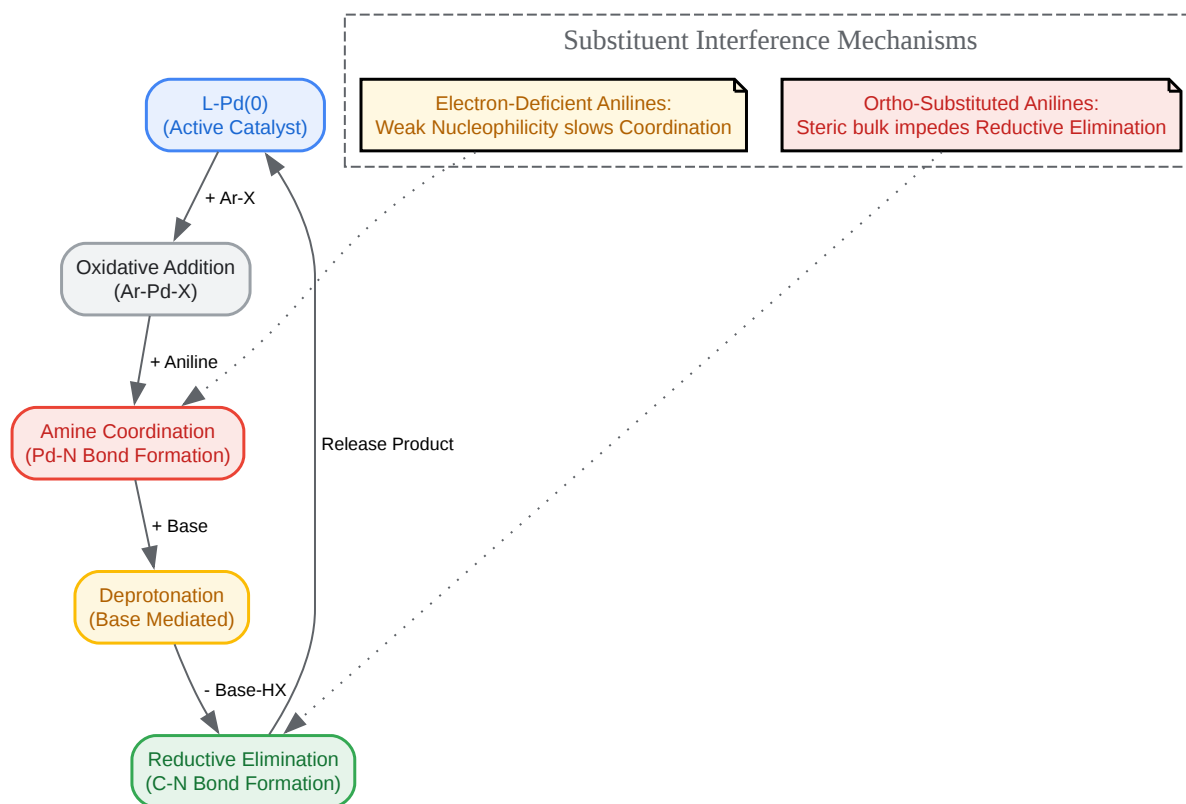 Substituent Interference Mechanisms
L-Pd(0)
(Active Catalyst)
Electron-Deficient Anilines:
Weak Nucleophilicity slows Coordination
Ortho-Substituted Anilines:
Steric bulk impedes Reductive Elimination
+ Ar-X
Oxidative Addition
(Ar-Pd-X)
+ Aniline
Amine Coordination
(Pd-N Bond Formation)
Release Product
+ Base
Deprotonation
(Base Mediated)
- Base-HX
Reductive Elimination
(C-N Bond Formation)